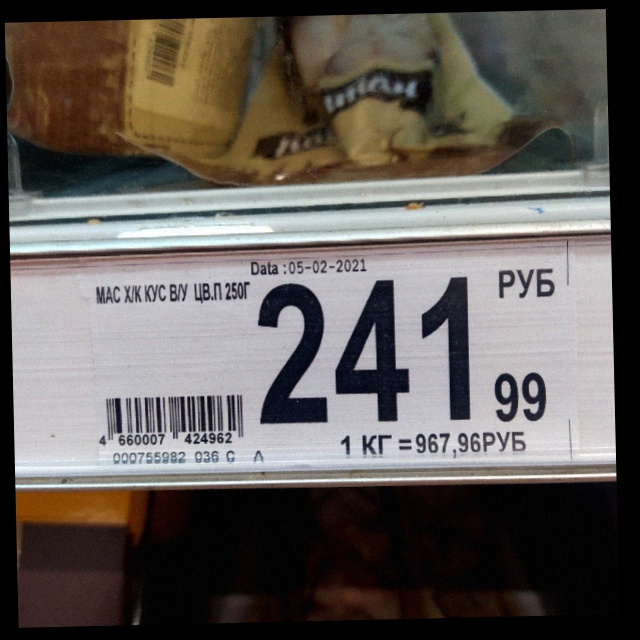 Data :05-02-2021
МАС Х/К КУС В/У ЦВ.П 250Г
241 99
РУБ
4 660007 424962
1 КГ =967,96РУБ
000755982 036 С Л